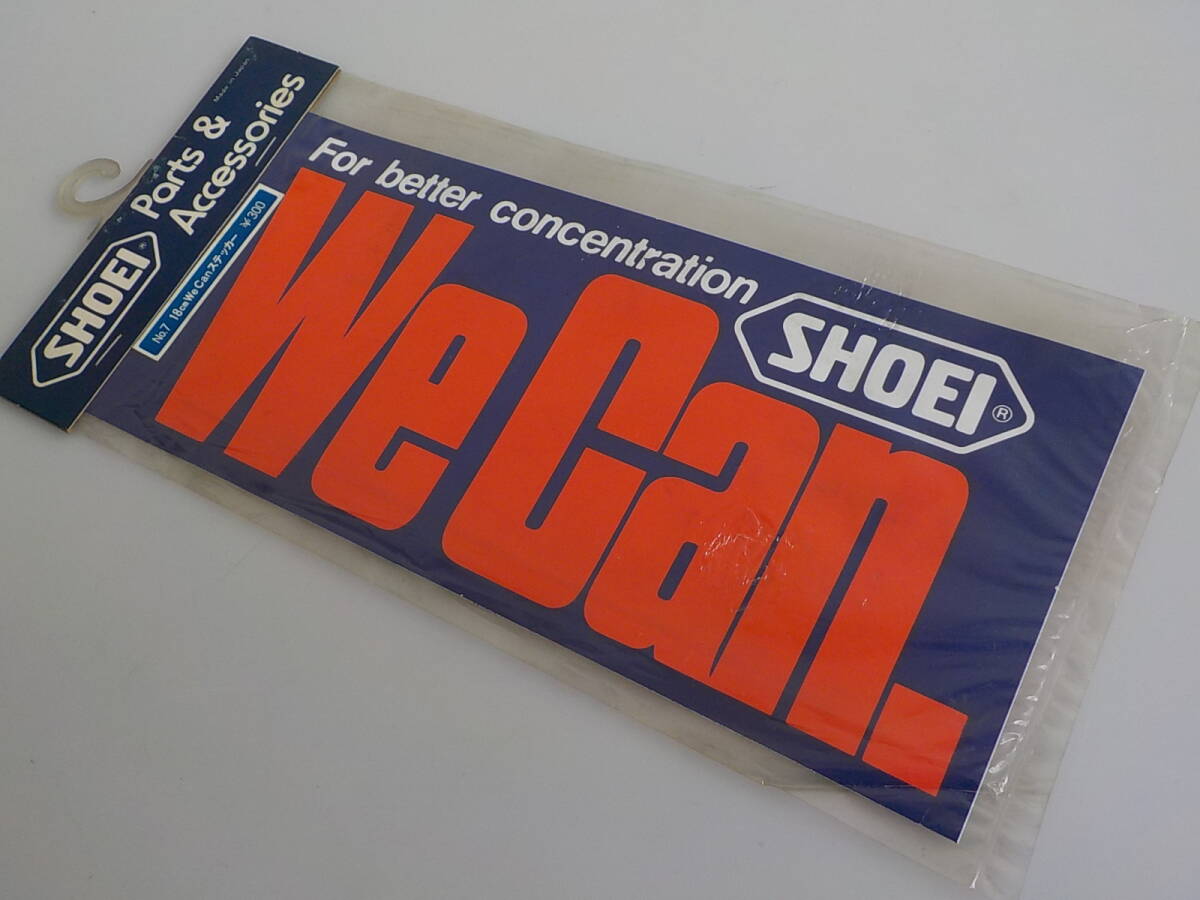 Made in Japan
SHOEI® Parts &
Accessories
No.7 18cm We Canステッカー ¥300
For better concentration
SHOEI®
We Can.